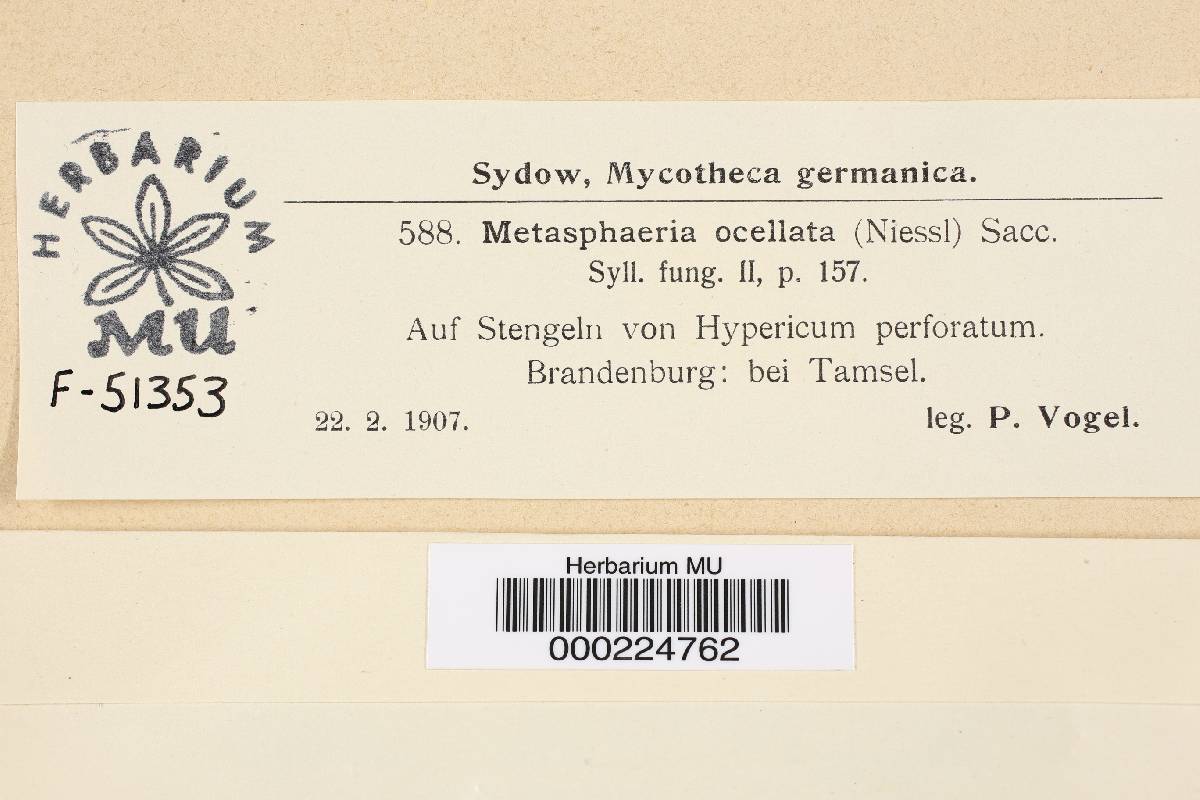 HERBARIUM
MU
F-51353
Sydow, Mycotheca germanica.
588. Metasphaeria ocellata (Niessl) Sacc.
Syll. fung. II, p. 157.
Auf Stengeln von Hypericum perforatum.
Brandenburg: bei Tamsel.
22. 2. 1907.
leg. P. Vogel.
Herbarium MU
000224762